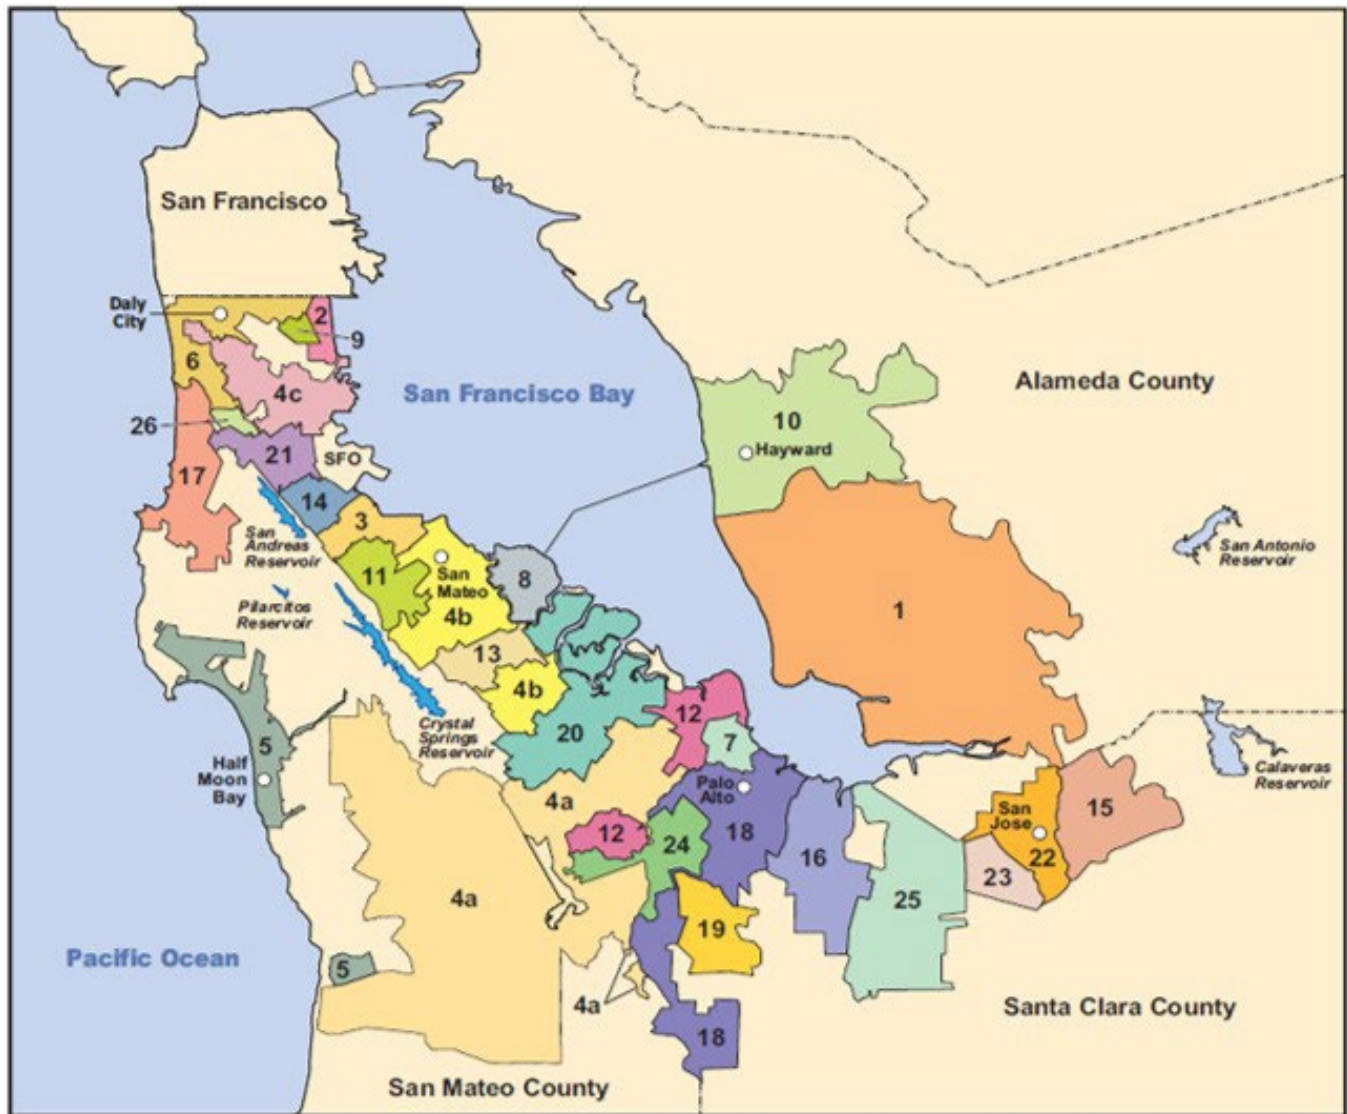 San Francisco
Daly
City
2
9
6
4c
San Francisco Bay
Alameda County
26
10
Hayward
17
21
SFO
14
3
San
Andreas
Reservoir
11
San
Mateo
4b
8
San Antonio
Reservoir
1
Pilarcitos
Reservoir
13
4b
Crystal
Springs
Reservoir
20
12
7
5
Half
Moon
Bay
Palo
Alto
Calaveras
Reservoir
4a
12
24
18
16
San
Jose
22
15
23
25
4a
19
Pacific Ocean
5
4a
18
Santa Clara County
San Mateo County